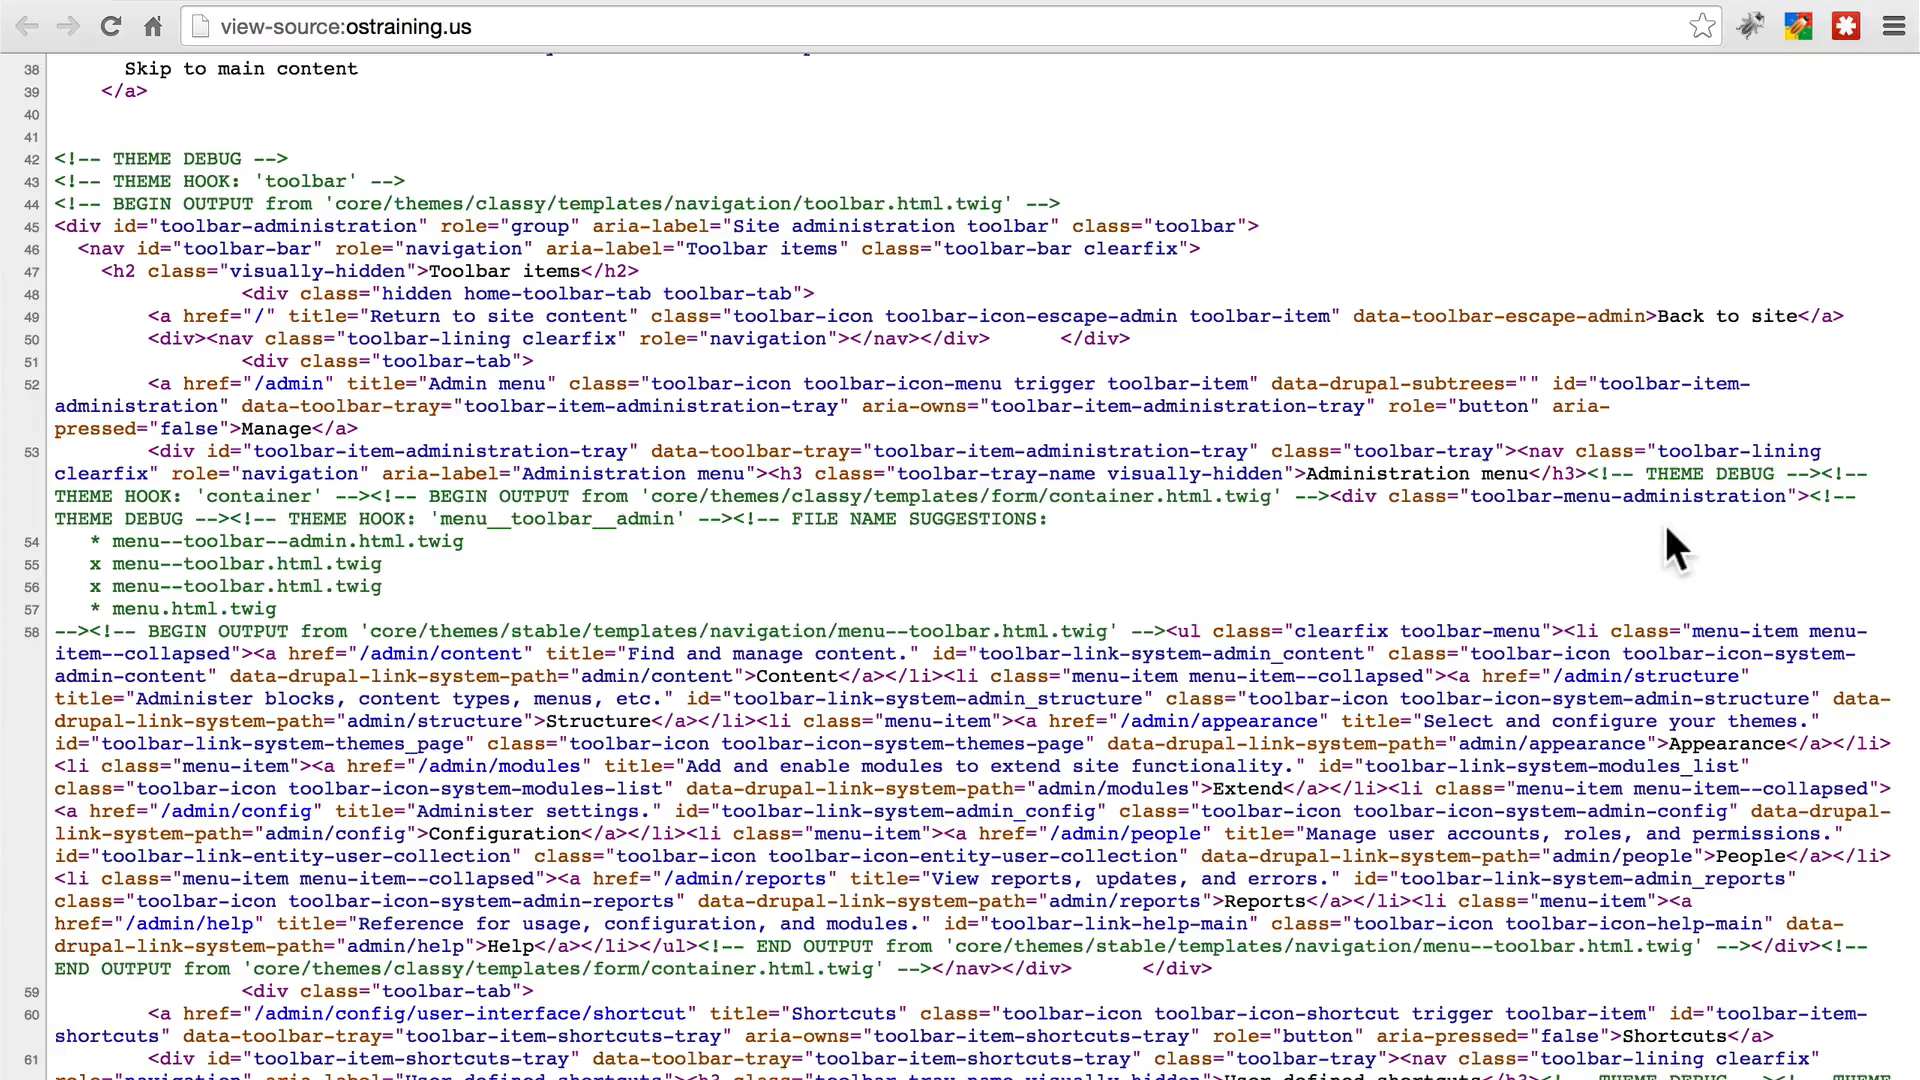 view-source:ostraining.us
38 Skip to main content
39 </a>
40
41
42 <!-- THEME DEBUG -->
43 <!-- THEME HOOK: 'toolbar' -->
44 <!-- BEGIN OUTPUT from 'core/themes/classy/templates/navigation/toolbar.html.twig' -->
45 <div id="toolbar-administration" role="group" aria-label="Site administration toolbar" class="toolbar">
46 <nav id="toolbar-bar" role="navigation" aria-label="Toolbar items" class="toolbar-bar clearfix">
47 <h2 class="visually-hidden">Toolbar items</h2>
48 <div class="hidden home-toolbar-tab toolbar-tab">
49 <a href="/" title="Return to site content" class="toolbar-icon toolbar-icon-escape-admin toolbar-item" data-toolbar-escape-admin>Back to site</a>
50 <div><nav class="toolbar-lining clearfix" role="navigation"></nav></div> </div>
51 <div class="toolbar-tab">
52 <a href="/admin" title="Admin menu" class="toolbar-icon toolbar-icon-menu trigger toolbar-item" data-drupal-subtrees="" id="toolbar-item-
administration" data-toolbar-tray="toolbar-item-administration-tray" aria-owns="toolbar-item-administration-tray" role="button" aria-
pressed="false">Manage</a>
53 <div id="toolbar-item-administration-tray" data-toolbar-tray="toolbar-item-administration-tray" class="toolbar-tray"><nav class="toolbar-lining
clearfix" role="navigation" aria-label="Administration menu"><h3 class="toolbar-tray-name visually-hidden">Administration menu</h3><!-- THEME DEBUG --><!--
THEME HOOK: 'container' --><!-- BEGIN OUTPUT from 'core/themes/classy/templates/form/container.html.twig' --><div class="toolbar-menu-administration"><!--
THEME DEBUG --><!-- THEME HOOK: 'menu__toolbar__admin' --><!-- FILE NAME SUGGESTIONS:
54 * menu--toolbar--admin.html.twig
55 x menu--toolbar.html.twig
56 x menu--toolbar.html.twig
57 * menu.html.twig
58 --><!-- BEGIN OUTPUT from 'core/themes/stable/templates/navigation/menu--toolbar.html.twig' --><ul class="clearfix toolbar-menu"><li class="menu-item menu-
item--collapsed"><a href="/admin/content" title="Find and manage content." id="toolbar-link-system-admin_content" class="toolbar-icon toolbar-icon-system-
admin-content" data-drupal-link-system-path="admin/content">Content</a></li><li class="menu-item menu-item--collapsed"><a href="/admin/structure"
title="Administer blocks, content types, menus, etc." id="toolbar-link-system-admin_structure" class="toolbar-icon toolbar-icon-system-admin-structure" data-
drupal-link-system-path="admin/structure">Structure</a></li><li class="menu-item"><a href="/admin/appearance" title="Select and configure your themes."
id="toolbar-link-system-themes_page" class="toolbar-icon toolbar-icon-system-themes-page" data-drupal-link-system-path="admin/appearance">Appearance</a></li>
<li class="menu-item"><a href="/admin/modules" title="Add and enable modules to extend site functionality." id="toolbar-link-system-modules_list"
class="toolbar-icon toolbar-icon-system-modules-list" data-drupal-link-system-path="admin/modules">Extend</a></li><li class="menu-item menu-item--collapsed">
<a href="/admin/config" title="Administer settings." id="toolbar-link-system-admin_config" class="toolbar-icon toolbar-icon-system-admin-config" data-drupal-
link-system-path="admin/config">Configuration</a></li><li class="menu-item"><a href="/admin/people" title="Manage user accounts, roles, and permissions."
id="toolbar-link-entity-user-collection" class="toolbar-icon toolbar-icon-entity-user-collection" data-drupal-link-system-path="admin/people">People</a></li>
<li class="menu-item menu-item--collapsed"><a href="/admin/reports" title="View reports, updates, and errors." id="toolbar-link-system-admin_reports"
class="toolbar-icon toolbar-icon-system-admin-reports" data-drupal-link-system-path="admin/reports">Reports</a></li><li class="menu-item"><a
href="/admin/help" title="Reference for usage, configuration, and modules." id="toolbar-link-help-main" class="toolbar-icon toolbar-icon-help-main" data-
drupal-link-system-path="admin/help">Help</a></li></ul><!-- END OUTPUT from 'core/themes/stable/templates/navigation/menu--toolbar.html.twig' --></div><!--
END OUTPUT from 'core/themes/classy/templates/form/container.html.twig' --></nav></div> </div>
59 <div class="toolbar-tab">
60 <a href="/admin/config/user-interface/shortcut" title="Shortcuts" class="toolbar-icon toolbar-icon-shortcut trigger toolbar-item" id="toolbar-item-
shortcuts" data-toolbar-tray="toolbar-item-shortcuts-tray" aria-owns="toolbar-item-shortcuts-tray" role="button" aria-pressed="false">Shortcuts</a>
61 <div id="toolbar-item-shortcuts-tray" data-toolbar-tray="toolbar-item-shortcuts-tray" class="toolbar-tray"><nav class="toolbar-lining clearfix"